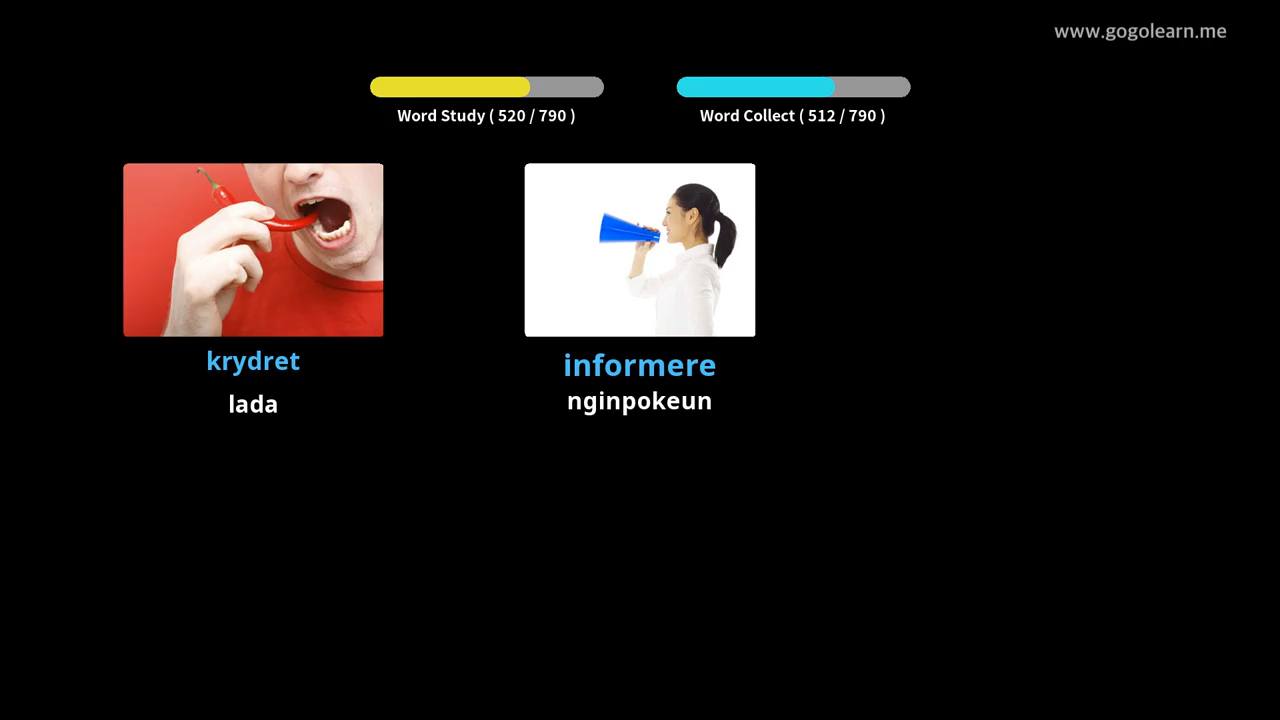 www.gogolearn.me
Word Study ( 520 / 790 )
Word Collect ( 512 / 790 )
krydret
lada
informere
nginpokeun